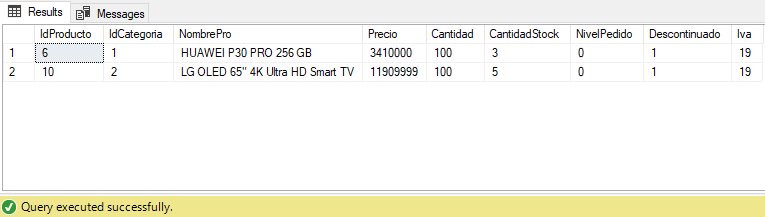 Results Messages
IdProducto IdCategoria NombrePro Precio Cantidad CantidadStock NivelPedido Descontinuado Iva
1 6 1 HUAWEI P30 PRO 256 GB 3410000 100 3 0 1 19
2 10 2 LG OLED 65" 4K Ultra HD Smart TV 11909999 100 5 0 1 19
Query executed successfully.